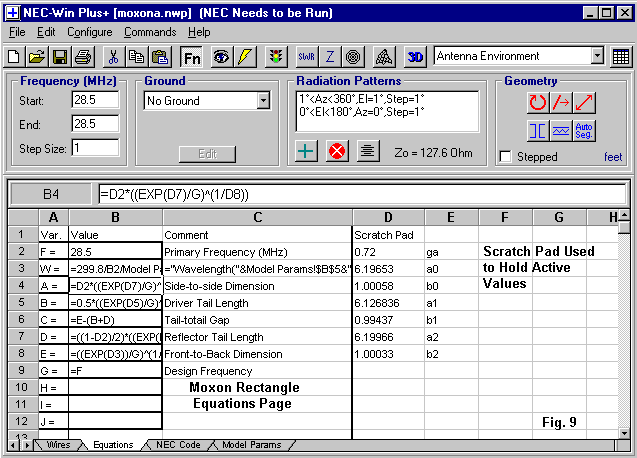 NEC-Win Plus+ [moxona.nwp] (NEC Needs to be Run)
File Edit Configure Commands Help
Fn SWR Z 3D Antenna Environment
Frequency (MHz) Ground Radiation Patterns Geometry
Start: 28.5 No Ground 1°<Az<360°,El=1°,Step=1°
End: 28.5 0°<El<180°,Az=0°,Step=1°
Step Size: 1 Edit Zo = 127.6 Ohm Auto Seg. Stepped feet
B4 =D2*((EXP(D7)/G)^(1/D8))
A B C D E F G H
1 Var. Value Comment Scratch Pad
2 F = 28.5 Primary Frequency (MHz) 0.72 ga Scratch Pad Used
3 W = =299.8/B2/Model Pa ="Wavelength("&Model Params!$B$5&" 6.19653 a0 to Hold Active
4 A = =D2*((EXP(D7)/G)^ Side-to-side Dimension 1.00058 b0 Values
5 B = =0.5*((EXP(D5)/G)^ Driver Tail Length 6.126836 a1
6 C = =E-(B+D) Tail-totail Gap 0.99437 b1
7 D = =((1-D2)/2)*((EXP( Reflector Tail Length 6.19966 a2
8 E = =((EXP(D3))/G)^(1/ Front-to-Back Dimension 1.00033 b2
9 G = =F Design Frequency
10 H = Moxon Rectangle
11 I = Equations Page
12 J = Fig. 9
13
Wires Equations NEC Code Model Params